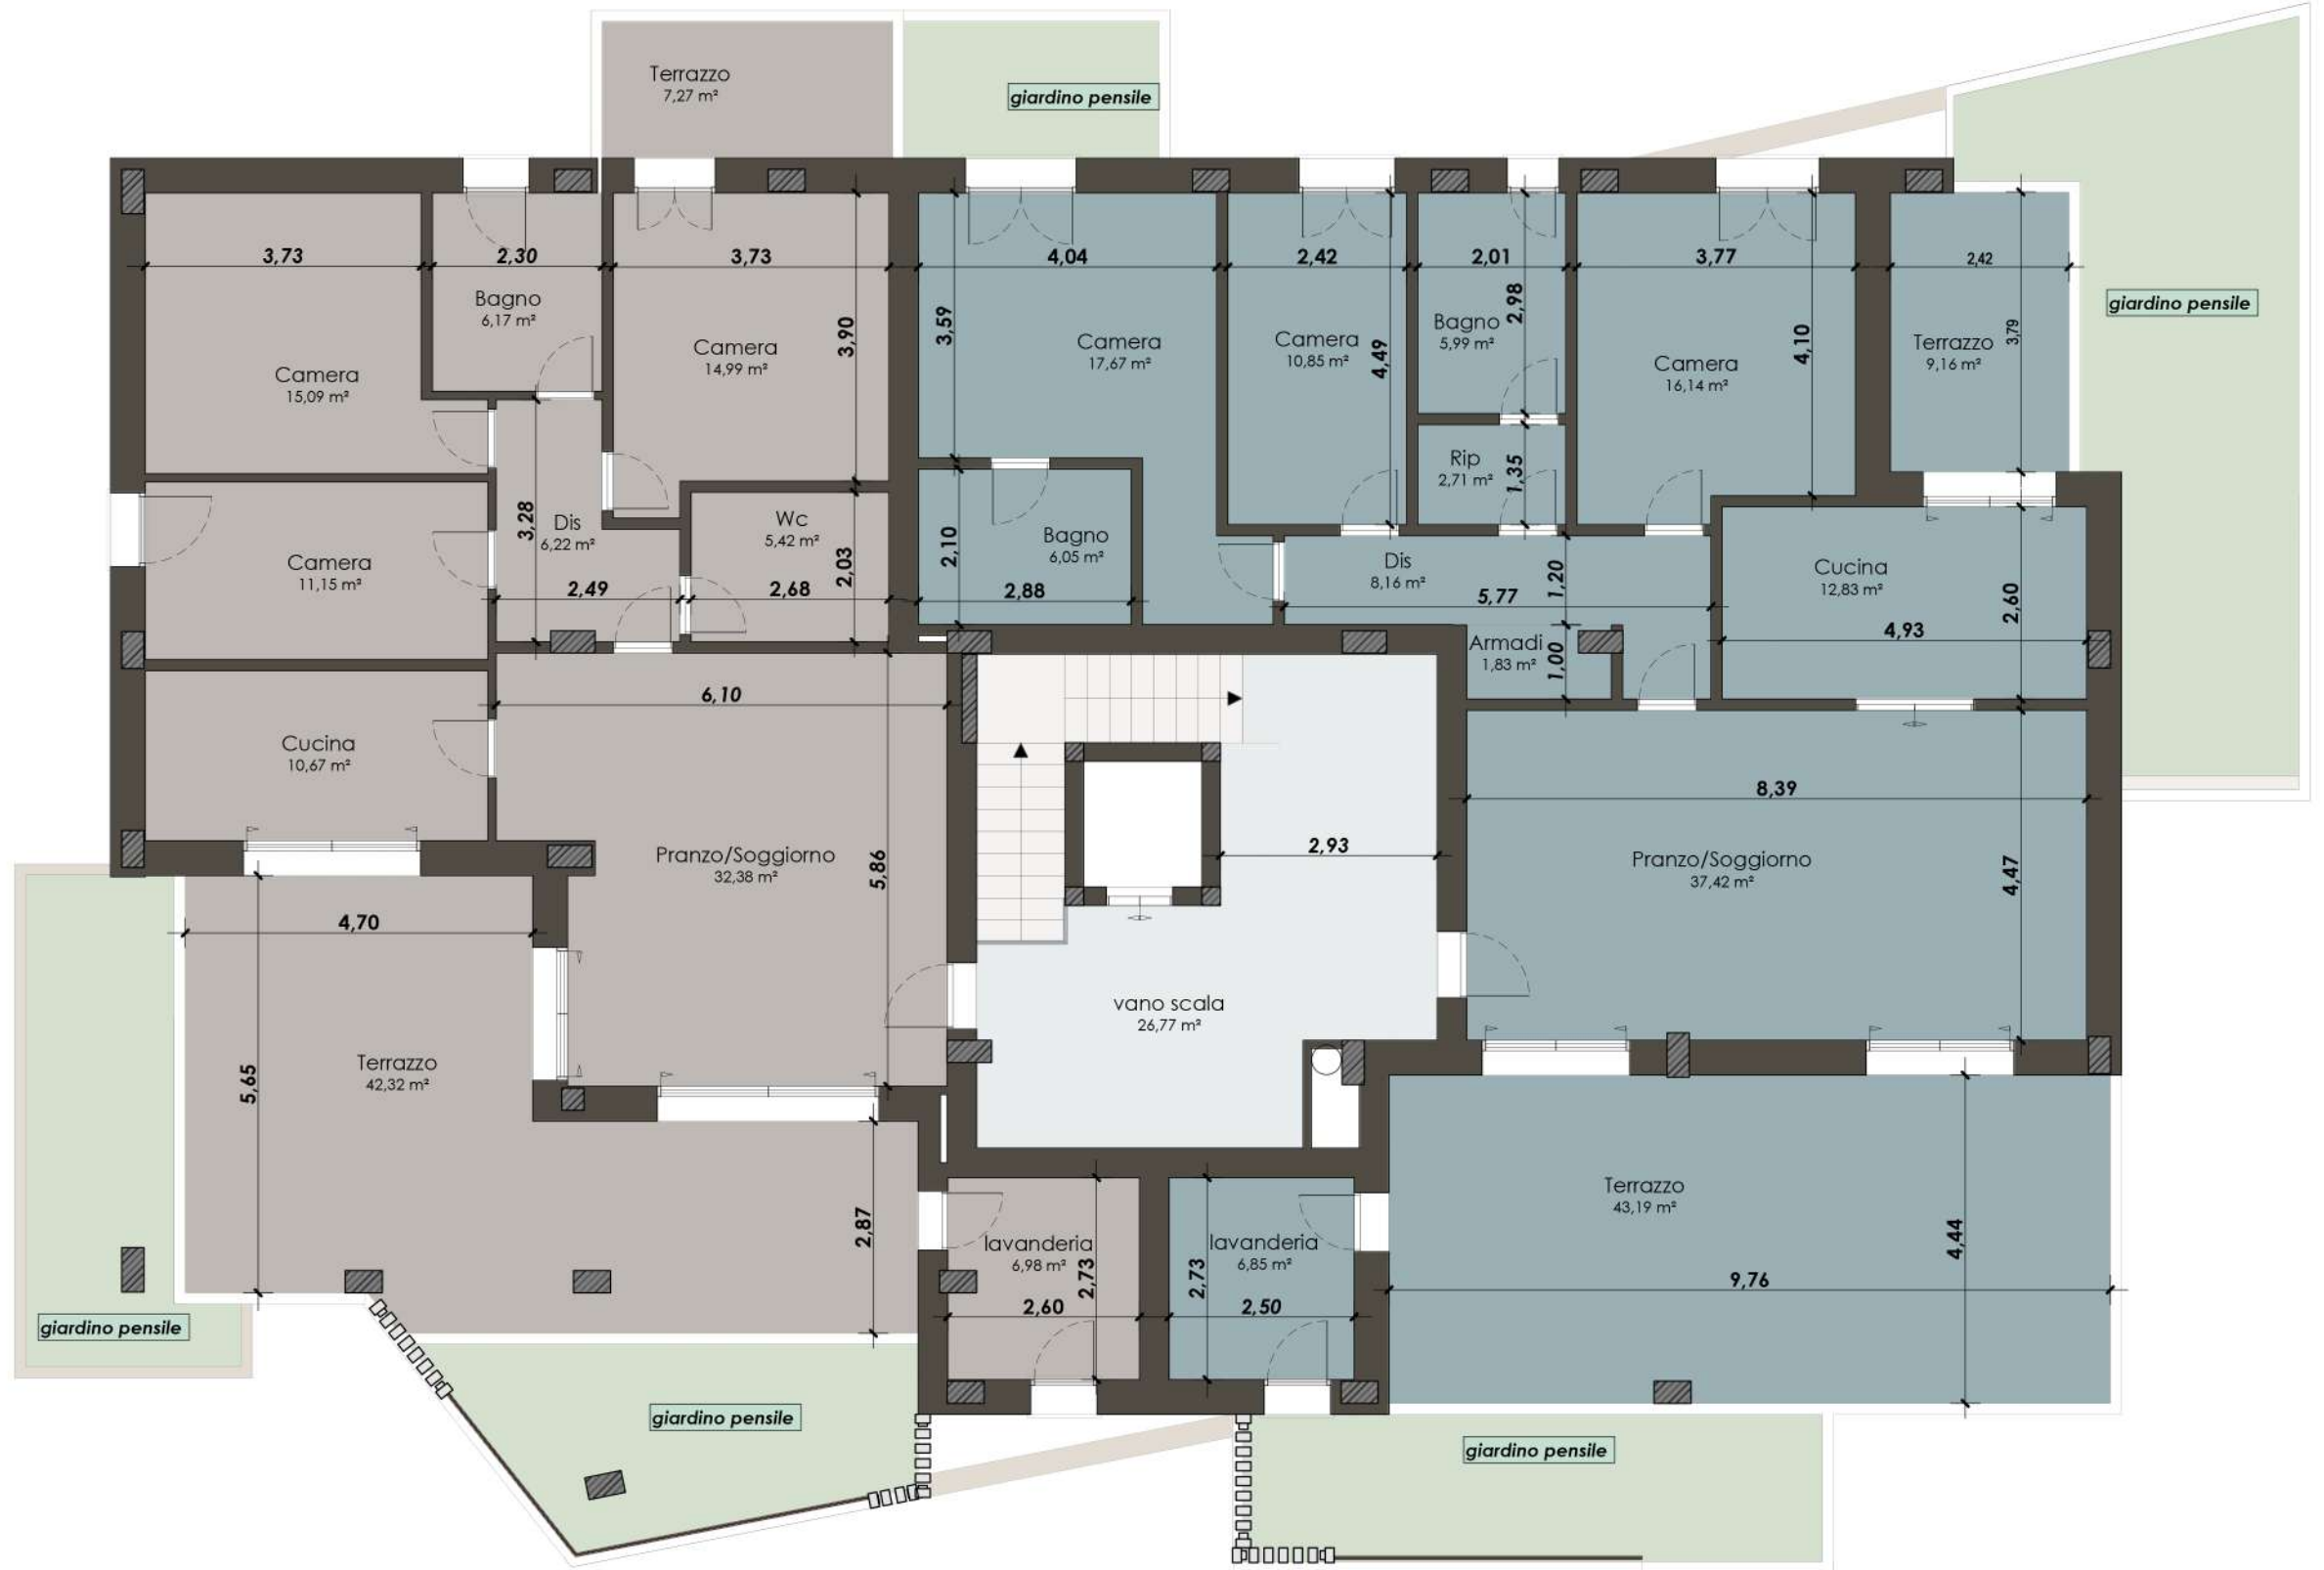 Terrazzo
7,27 m²
giardino pensile
3,73
2,30
3,73
4,04
2,42
2,01
3,77
2,42
Camera
15,09 m²
Bagno
6,17 m²
Camera
14,99 m²
3,90
3,59
Camera
17,67 m²
Camera
10,85 m²
4,49
Bagno
5,99 m²
2,98
Camera
16,14 m²
4,10
Terrazzo
9,16 m²
3,79
giardino pensile
Rip
2,71 m²
1,35
Camera
11,15 m²
3,28
Dis
6,22 m²
2,49
Wc
5,42 m²
2,68
2,03
2,10
Bagno
6,05 m²
2,88
Dis
8,16 m²
5,77
1,20
Armadi
1,83 m²
1,00
Cucina
12,83 m²
4,93
2,60
Cucina
10,67 m²
6,10
Pranzo/Soggiorno
32,38 m²
5,86
2,93
8,39
Pranzo/Soggiorno
37,42 m²
4,47
4,70
5,65
Terrazzo
42,32 m²
vano scala
26,77 m²
2,87
lavanderia
6,98 m²
2,73
2,60
lavanderia
6,85 m²
2,73
2,50
Terrazzo
43,19 m²
4,44
9,76
giardino pensile
giardino pensile
giardino pensile